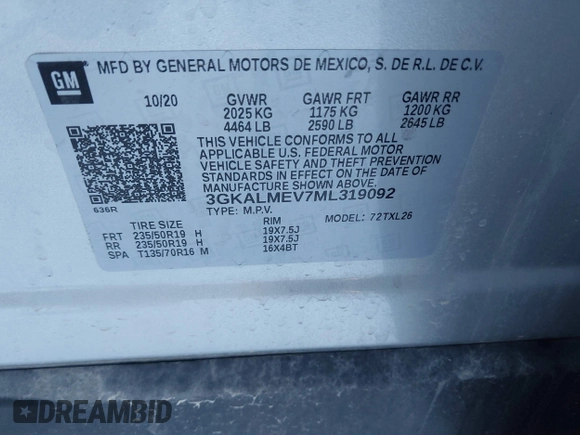 GM
MFD BY GENERAL MOTORS DE MEXICO, S. DE R.L. DE C.V.
10/20 GVWR GAWR FRT GAWR RR
2025 KG 1175 KG 1200 KG
4464 LB 2590 LB 2645 LB
THIS VEHICLE CONFORMS TO ALL
APPLICABLE U.S. FEDERAL MOTOR
VEHICLE SAFETY AND THEFT PREVENTION
STANDARDS IN EFFECT ON THE DATE OF
MANUFACTURE SHOWN ABOVE.
3GKALMEV7ML319092
636R TYPE: M.P.V. MODEL: 72TXL26
TIRE SIZE RIM
FRT 235/50R19 H 19X7.5J
RR 235/50R19 H 19X7.5J
SPA T135/70R16 M 16X4BT
DREAMBID